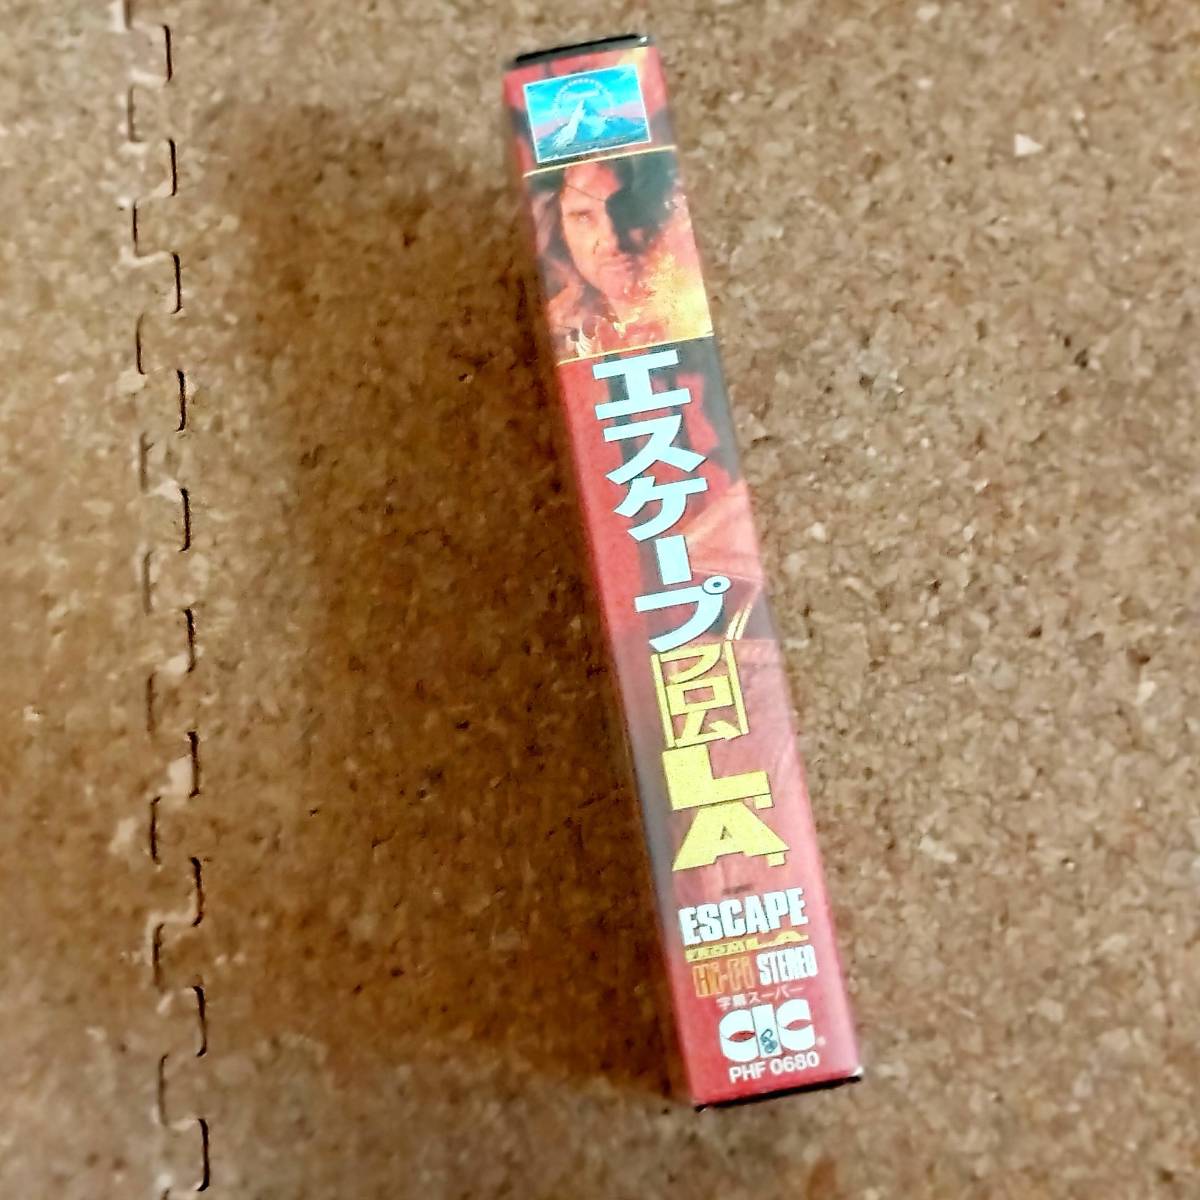 エスケープ
フロム
L.A.
ESCAPE
FROM L.A.
Hi-Fi STEREO
字幕スーパー
CIC
PHF 0680